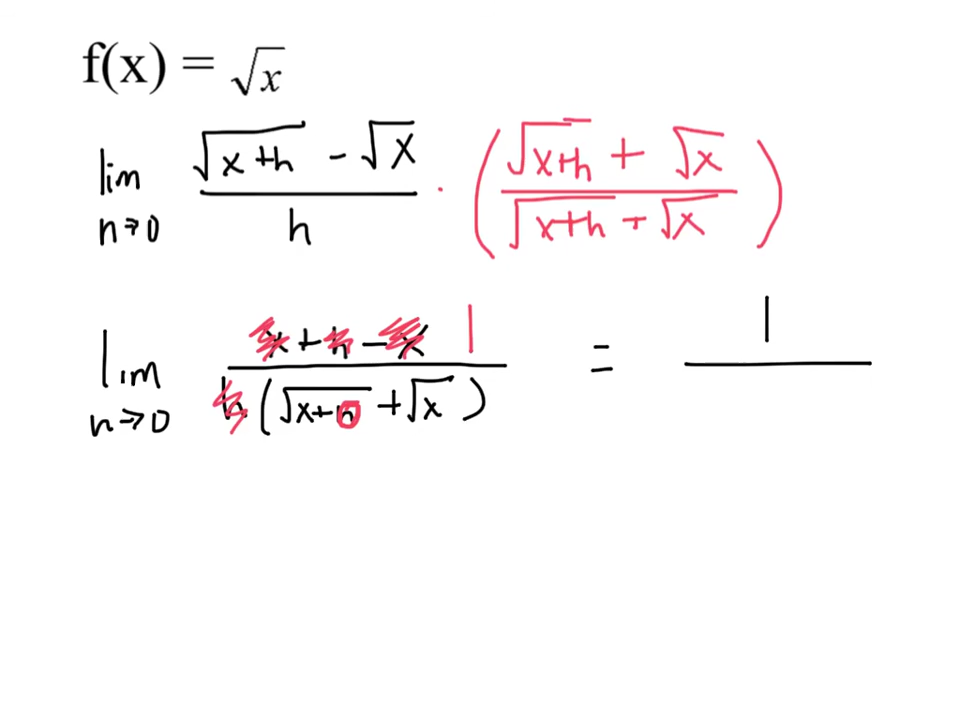 f(x) = √x
lim n→0 (√(x+h) - √x)/h · ((√(x+h) + √x)/(√(x+h) + √x))
lim n→0 (x+h-x 1)/(h(√(x+0) + √x)) = 1/